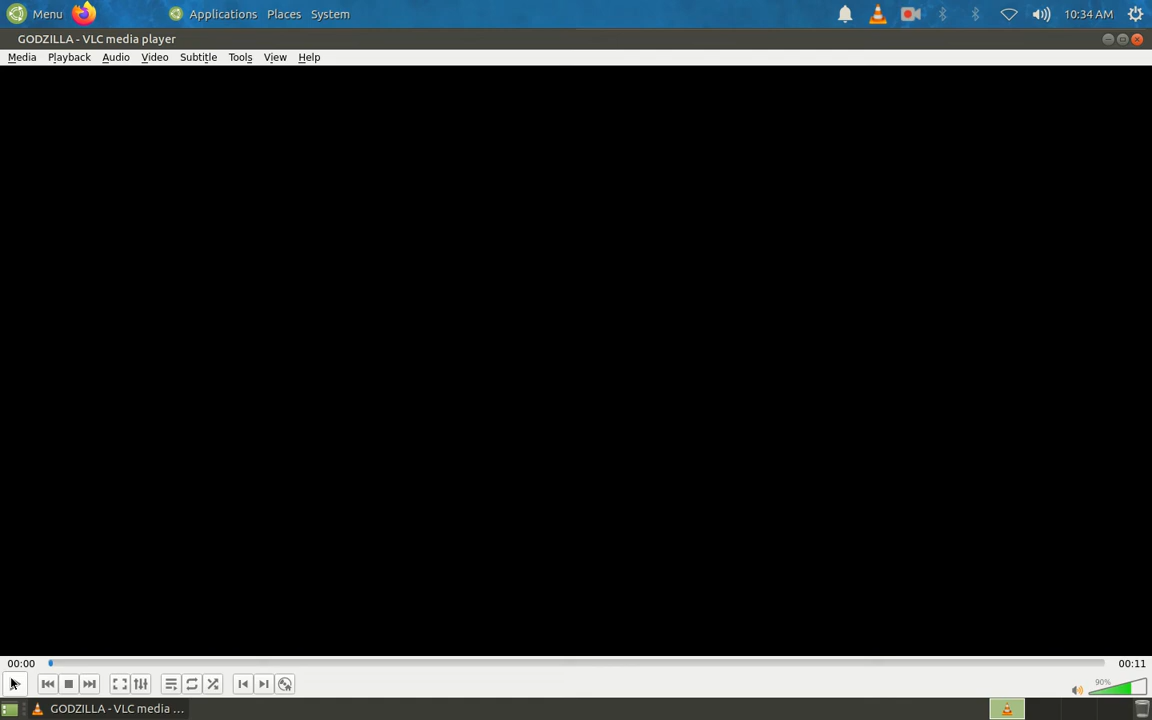 Menu Applications Places System 10:34 AM
GODZILLA - VLC media player
Media Playback Audio Video Subtitle Tools View Help
00:00 00:11
90%
GODZILLA - VLC media ...